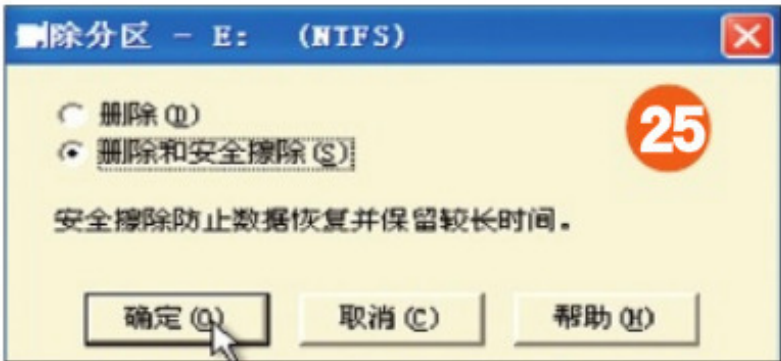 删除分区 - E: (NTFS)
删除(D)
25
删除和安全擦除(S)
安全擦除防止数据恢复并保留较长时间。
确定(O) 取消(C) 帮助(H)